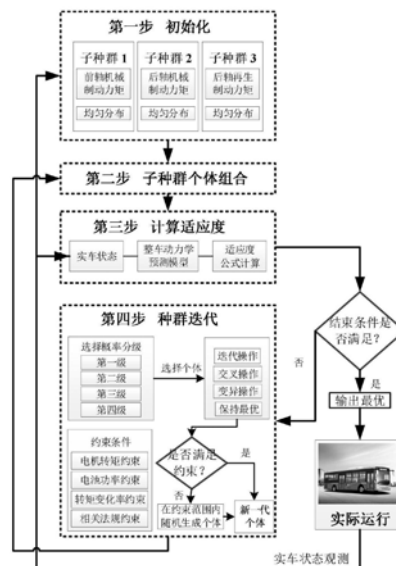 第一步 初始化
子种群 1
子种群 2
子种群 3
前轴机械
制动力矩
后轴机械
制动力矩
后轴再生
制动力矩
均匀分布
均匀分布
均匀分布
第二步 子种群个体组合
第三步 计算适应度
实车状态
整车动力学
预测模型
适应度
公式计算
结束条件是
否满足？
否
是
输出最优
实际运行
实车状态观测
第四步 种群迭代
选择概率分级
第一级
第二级
第三级
第四级
选择个体
迭代操作
交叉操作
变异操作
保持最优
约束条件
电机转矩约束
电池功率约束
转矩变化率约束
相关法规约束
是否满足
约束？
是
否
在约束范围内
随机生成个体
新一代
个体